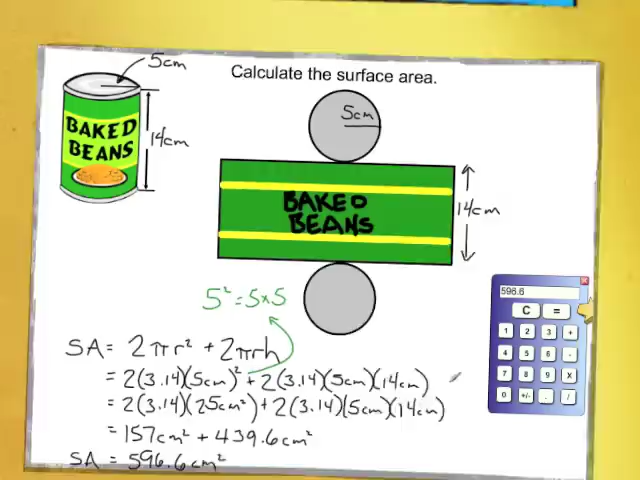 Calculate the surface area.
5cm
BAKED
BEANS
14cm
5cm
BAKED
BEANS
14cm
5² = 5×5
SA = 2πr² + 2πrh
= 2(3.14)(5cm)² + 2(3.14)(5cm)(14cm)
= 2(3.14)(25cm²) + 2(3.14)(5cm)(14cm)
= 157cm² + 439.6cm²
SA = 596.6cm²
596.6
C =
1 2 3 +
4 5 6 -
7 8 9 X
0 +/- . /